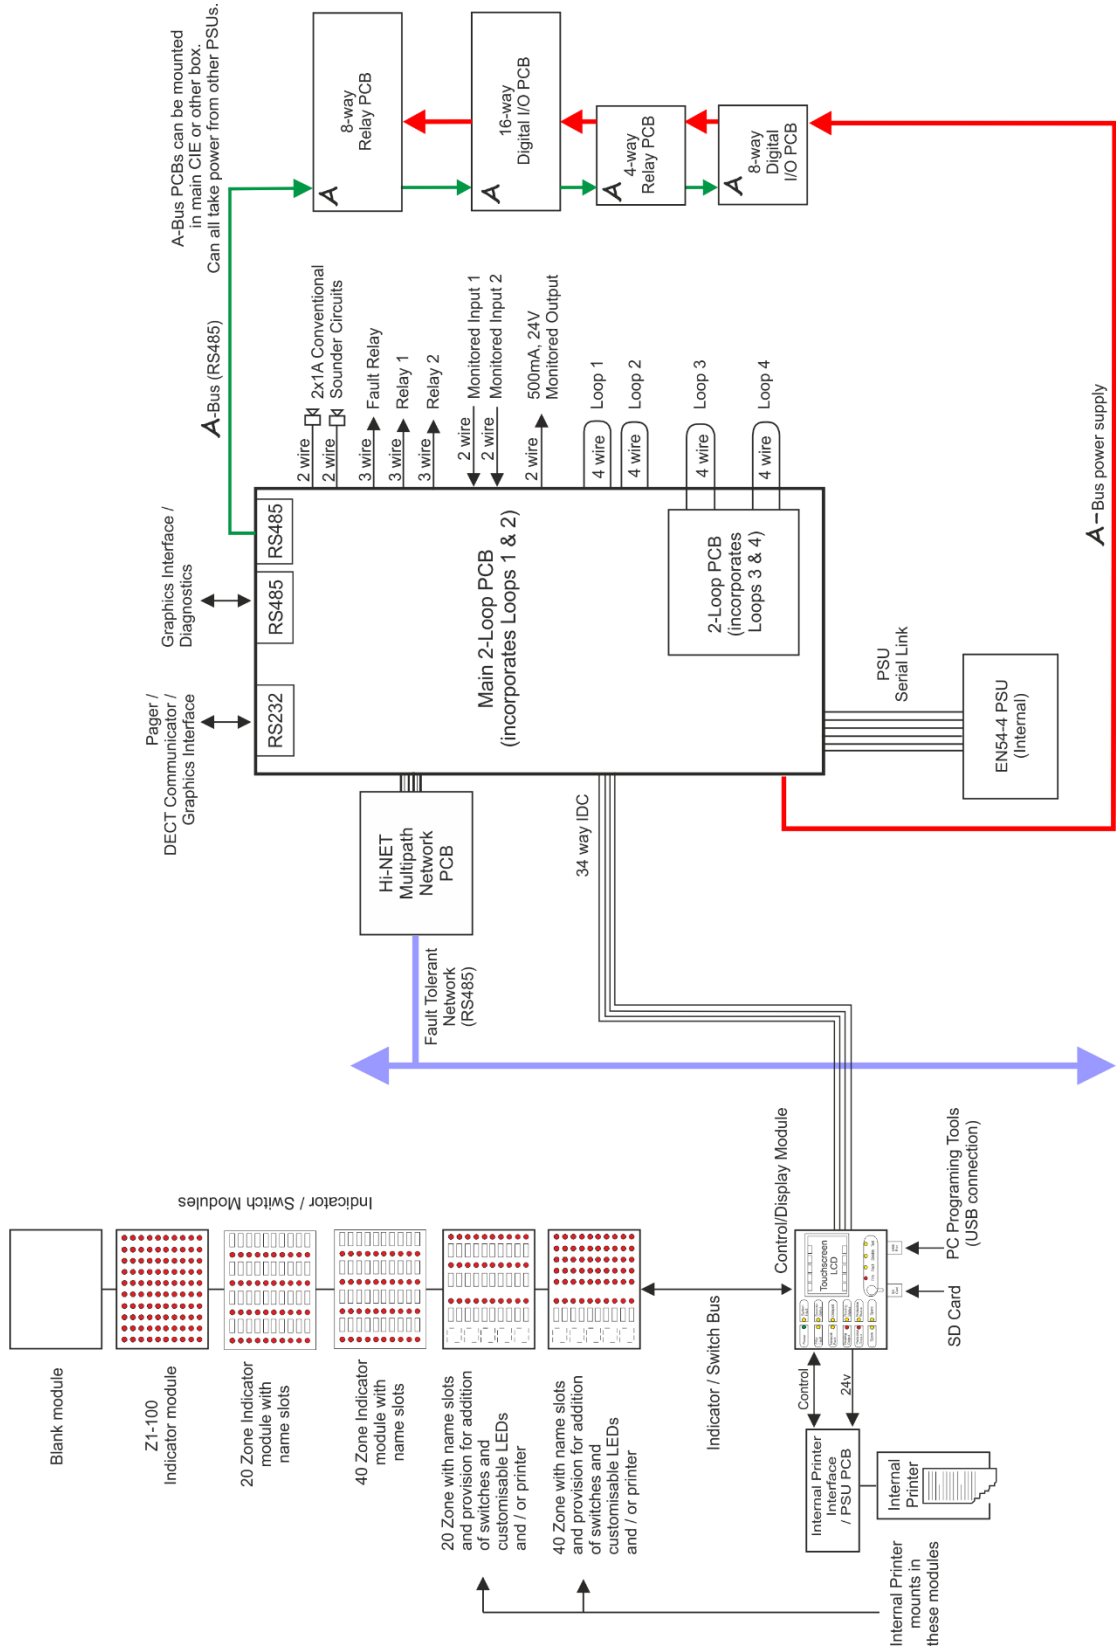 Blank module
Z1-100
Indicator module
20 Zone Indicator
module with
name slots
40 Zone Indicator
module with
name slots
20 Zone with name slots
and provision for addition
of switches and
customisable LEDs
and / or printer
40 Zone with name slots
and provision for addition
of switches and
customisable LEDs
and / or printer
Indicator / Switch Modules
Indicator / Switch Bus
Control/Display Module
Touchscreen
LCD
Control
24v
Internal Printer
Interface
/ PSU PCB
Internal
Printer
Internal Printer
mounts in
these modules
SD Card
PC Programing Tools
(USB connection)
Pager /
DECT Communicator /
Graphics Interface
Graphics Interface /
Diagnostics
RS232
RS485
RS485
Hi-NET
Multipath
Network
PCB
Fault Tolerant
Network
(RS485)
34 way IDC
Main 2-Loop PCB
(incorporates Loops 1 & 2)
2-Loop PCB
(incorporates
Loops 3 & 4)
PSU
Serial Link
EN54-4 PSU
(Internal)
2 wire
2 wire
2x1A Conventional
Sounder Circuits
3 wire
Fault Relay
3 wire
Relay 1
3 wire
Relay 2
2 wire
Monitored Input 1
2 wire
Monitored Input 2
2 wire
500mA, 24V
Monitored Output
4 wire
Loop 1
4 wire
Loop 2
4 wire
Loop 3
4 wire
Loop 4
A-Bus (RS485)
A-Bus PCBs can be mounted
in main CIE or other box.
Can all take power from other PSUs.
A
8-way
Relay PCB
A
16-way
Digital I/O PCB
A
4-way
Relay PCB
A
8-way
Digital
I/O PCB
A-Bus power supply